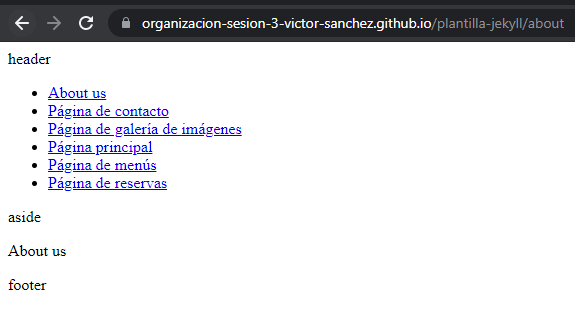 organizacion-sesion-3-victor-sanchez.github.io/plantilla-jekyll/about
header
About us
Página de contacto
Página de galería de imágenes
Página principal
Página de menús
Página de reservas
aside
About us
footer